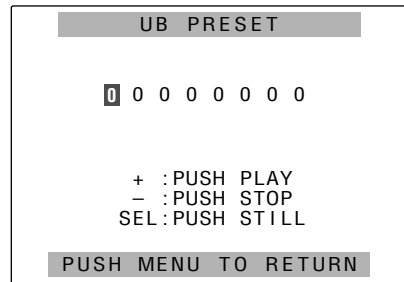 UB PRESET
0 0 0 0 0 0 0 0
+ :PUSH PLAY
– :PUSH STOP
SEL:PUSH STILL
PUSH MENU TO RETURN